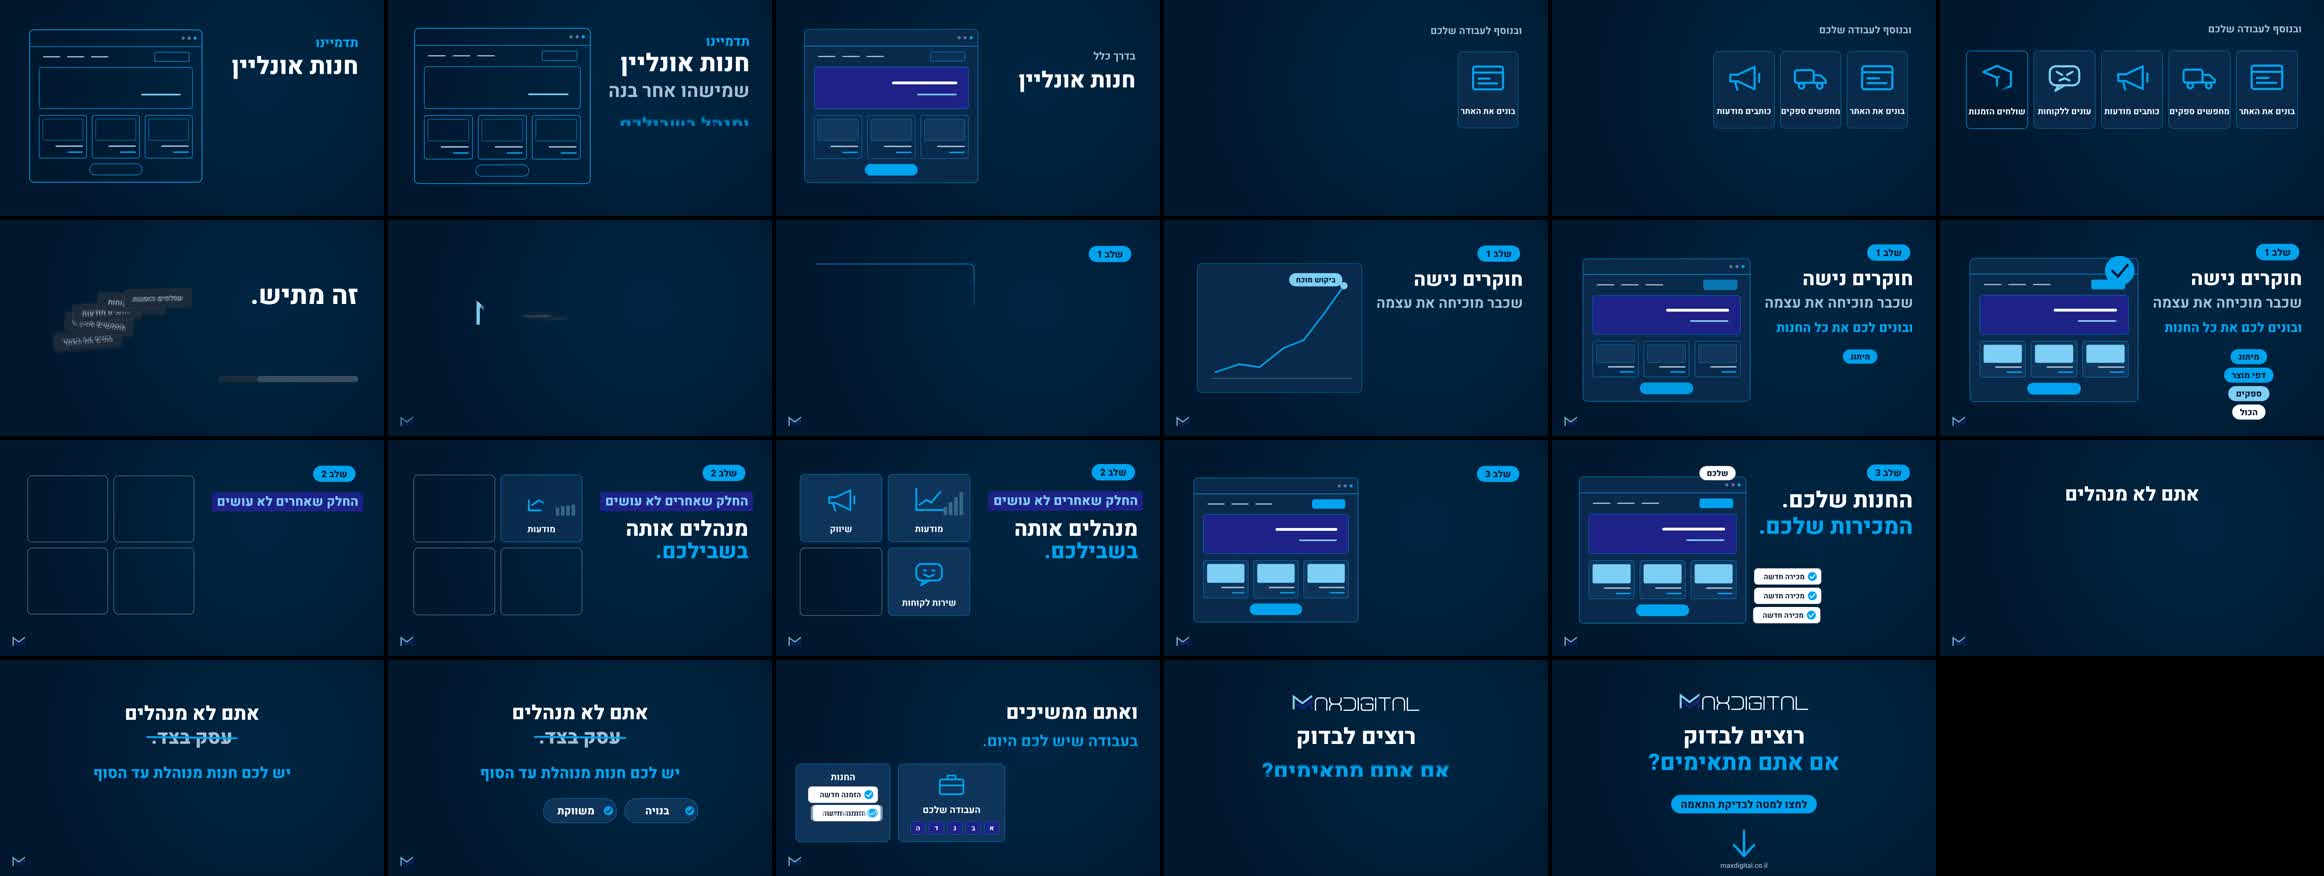 תדמיינו
חנות אונליין
תדמיינו
חנות אונליין
שמישהו אחר בנה
ומנהל בשבילכם
בדרך כלל
חנות אונליין
ובנוסף לעבודה שלכם
בונים את האתר
ובנוסף לעבודה שלכם
בונים את האתר
מחפשים ספקים
כותבים מודעות
ובנוסף לעבודה שלכם
בונים את האתר
מחפשים ספקים
כותבים מודעות
עונים ללקוחות
שולחים הזמנות
זה מתיש.
שלב 1
שלב 1
חוקרים נישה
שכבר מוכיחה את עצמה
ביקוש מוכח
שלב 1
חוקרים נישה
שכבר מוכיחה את עצמה
ובונים לכם את כל החנות
מיתוג
שלב 1
חוקרים נישה
שכבר מוכיחה את עצמה
ובונים לכם את כל החנות
מיתוג
דפי מוצר
ספקים
הכול
שלב 2
החלק שאחרים לא עושים
שלב 2
החלק שאחרים לא עושים
מנהלים אותה
בשבילכם.
מודעות
שלב 2
החלק שאחרים לא עושים
מנהלים אותה
בשבילכם.
מודעות
שיווק
שירות לקוחות
שלב 3
שלב 3
החנות שלכם.
המכירות שלכם.
שלכם
מכירה חדשה
מכירה חדשה
מכירה חדשה
אתם לא מנהלים
אתם לא מנהלים
עסק בצד.
יש לכם חנות מנוהלת עד הסוף
אתם לא מנהלים
עסק בצד.
יש לכם חנות מנוהלת עד הסוף
בנויה
משווקת
ואתם ממשיכים
בעבודה שיש לכם היום.
העבודה שלכם
א ב ג ד ה
החנות
הזמנה חדשה
MAXDIGITAL
רוצים לבדוק
אם אתם מתאימים?
MAXDIGITAL
רוצים לבדוק
אם אתם מתאימים?
לחצו למטה לבדיקת התאמה
maxdigital.co.il